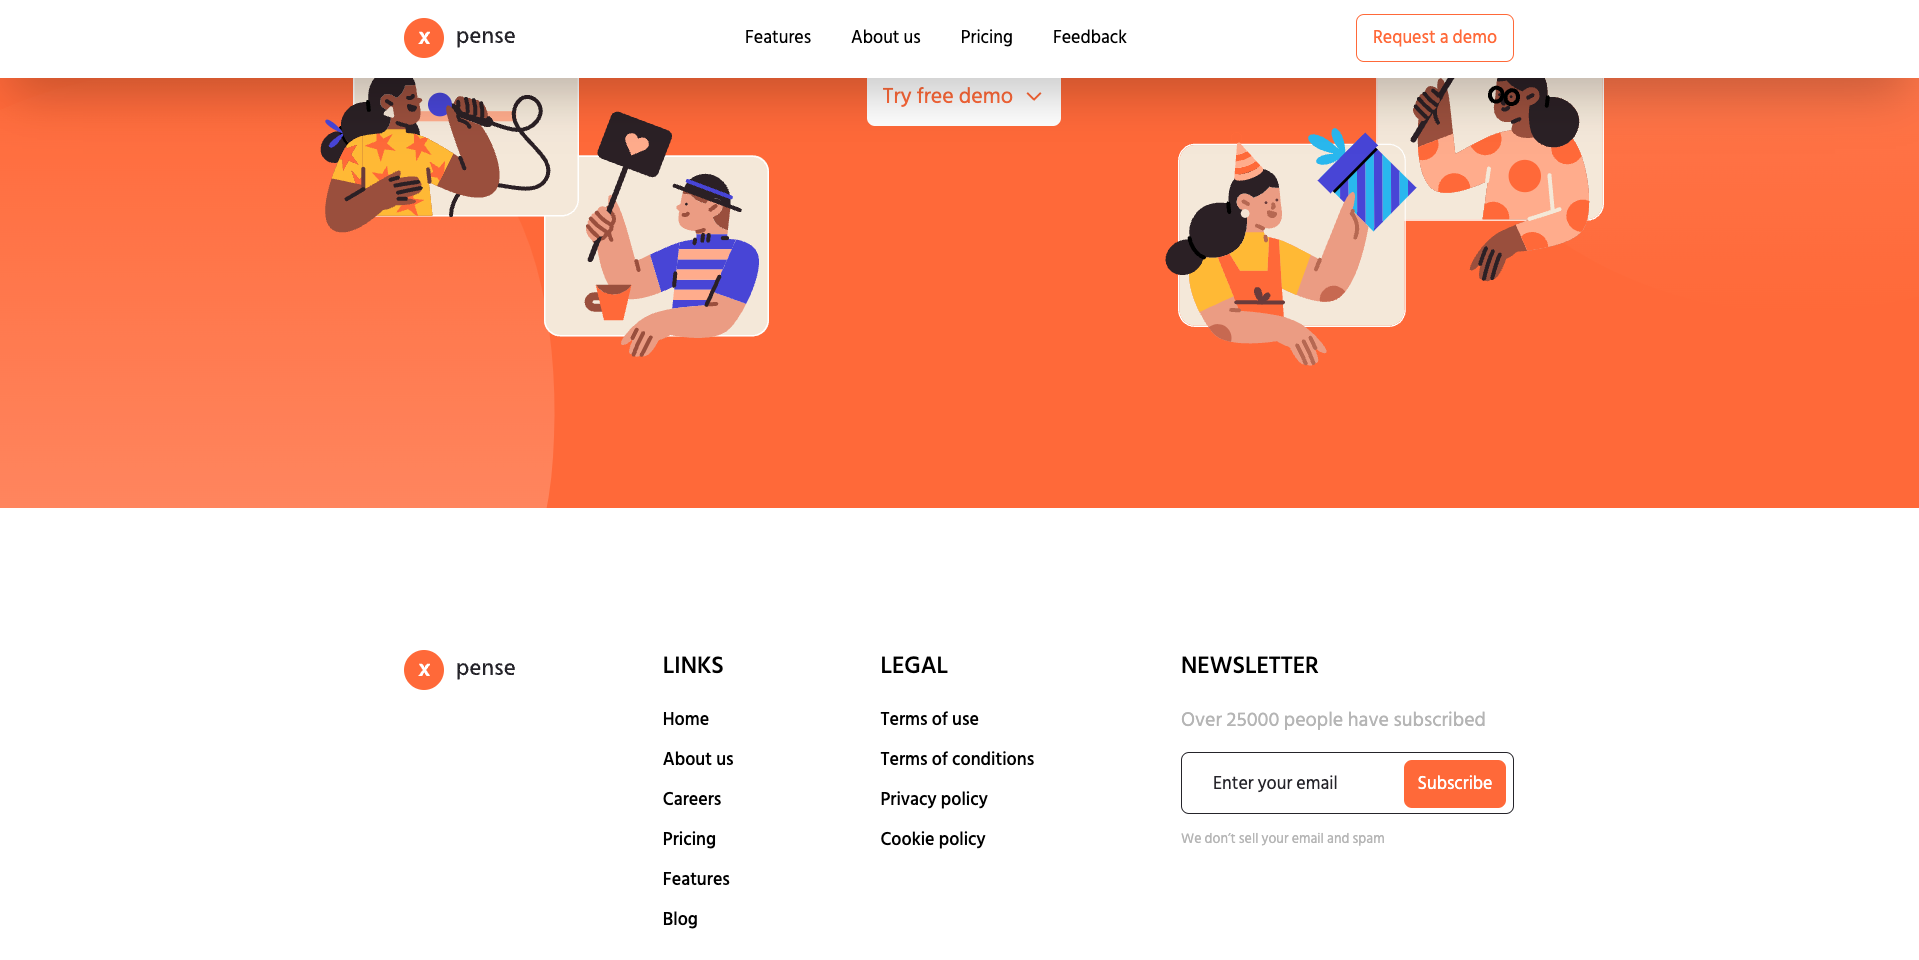 x pense
Features
About us
Pricing
Feedback
Request a demo
Try free demo
x pense
LINKS
Home
About us
Careers
Pricing
Features
Blog
LEGAL
Terms of use
Terms of conditions
Privacy policy
Cookie policy
NEWSLETTER
Over 25000 people have subscribed
Enter your email
Subscribe
We don’t sell your email and spam